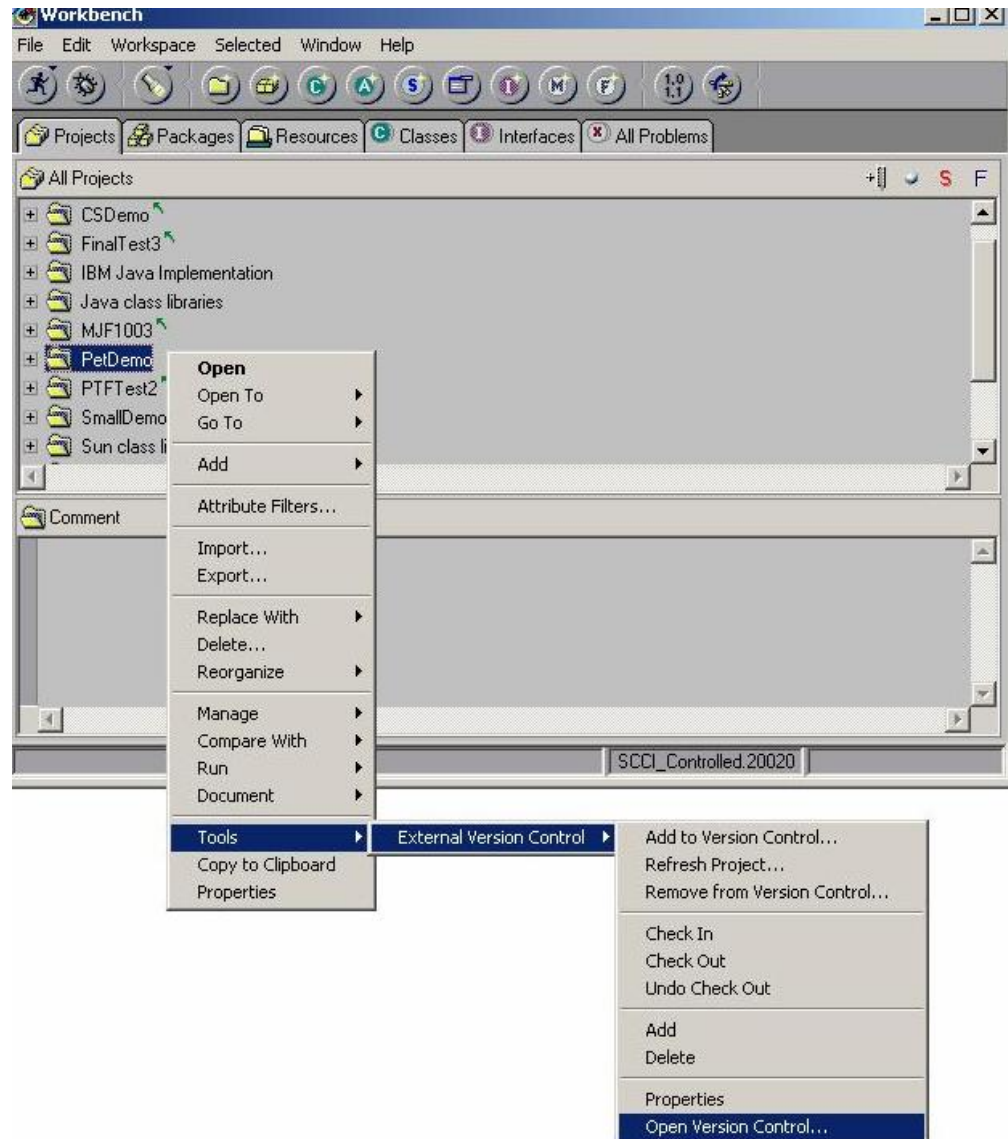 Workbench
File Edit Workspace Selected Window Help
1.0
1.1
Projects Packages Resources Classes Interfaces All Problems
All Projects
S F
CSDemo
FinalTest3
IBM Java Implementation
Java class libraries
MJF1003
PetDemo
PTFTest2
SmallDemo
Sun class li
Comment
SCCI_Controlled.20020
Open
Open To
Go To
Add
Attribute Filters...
Import...
Export...
Replace With
Delete...
Reorganize
Manage
Compare With
Run
Document
Tools
Copy to Clipboard
Properties
External Version Control
Add to Version Control...
Refresh Project...
Remove from Version Control...
Check In
Check Out
Undo Check Out
Add
Delete
Properties
Open Version Control...